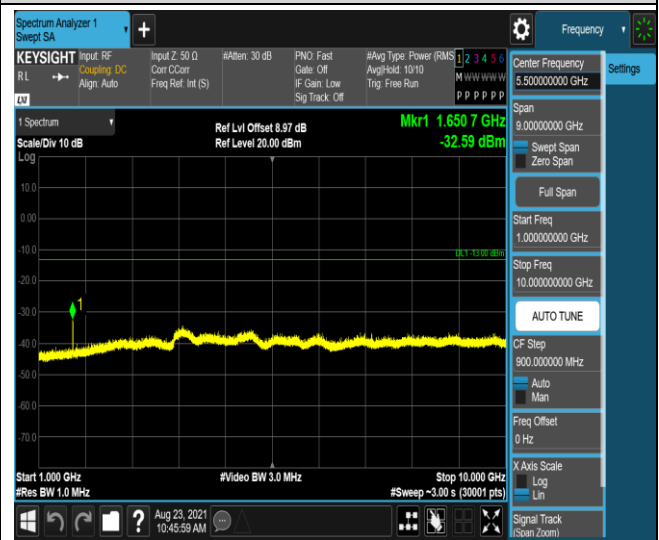 Spectrum Analyzer 1
Swept SA
+
Frequency
KEYSIGHT
RL
LXI
Input: RF
Coupling: DC
Align: Auto
Input Z: 50 Ω
Corr CCorr
Freq Ref: Int (S)
#Atten: 30 dB
PNO: Fast
Gate: Off
IF Gain: Low
Sig Track: Off
#Avg Type: Power (RMS
Avg|Hold: 10/10
Trig: Free Run
1 2 3 4 5 6
M W W W W W
P P P P P P
Center Frequency
5.500000000 GHz
Settings
Span
9.00000000 GHz
Swept Span
Zero Span
Full Span
Start Freq
1.000000000 GHz
Stop Freq
10.000000000 GHz
AUTO TUNE
CF Step
900.000000 MHz
Auto
Man
Freq Offset
0 Hz
X Axis Scale
Log
Lin
Signal Track
(Span Zoom)
1 Spectrum
Scale/Div 10 dB
Ref Lvl Offset 8.97 dB
Ref Level 20.00 dBm
Mkr1 1.650 7 GHz
-32.59 dBm
Log
10.0
0.00
-10.0
DL1 -13.00 dBm
-20.0
-30.0
1
-40.0
-50.0
-60.0
-70.0
Start 1.000 GHz
#Video BW 3.0 MHz
Stop 10.000 GHz
#Res BW 1.0 MHz
#Sweep ~3.00 s (30001 pts)
?
Aug 23, 2021
10:45:59 AM